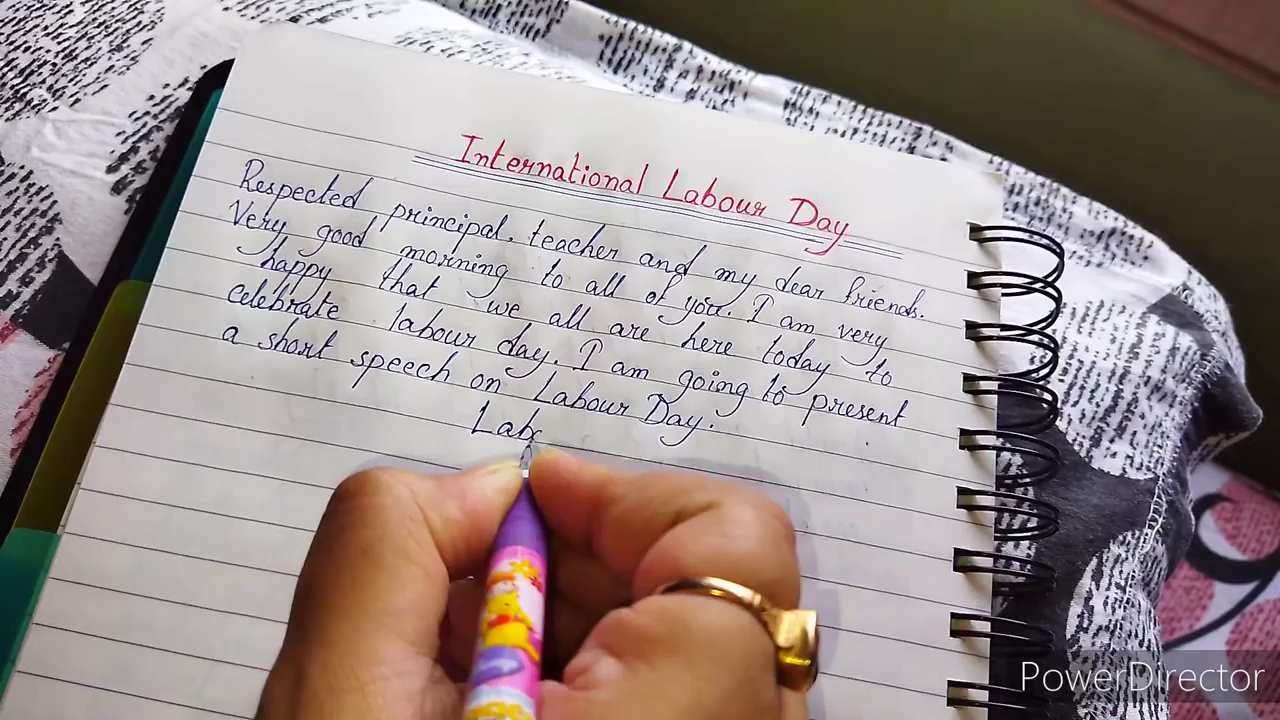 International Labour Day
Respected principal, teacher and my dear friends.
Very good morning to all of you. I am very
happy that we all are here today to
celebrate labour day. I am going to present
a short speech on Labour Day.
Lab
PowerDirector